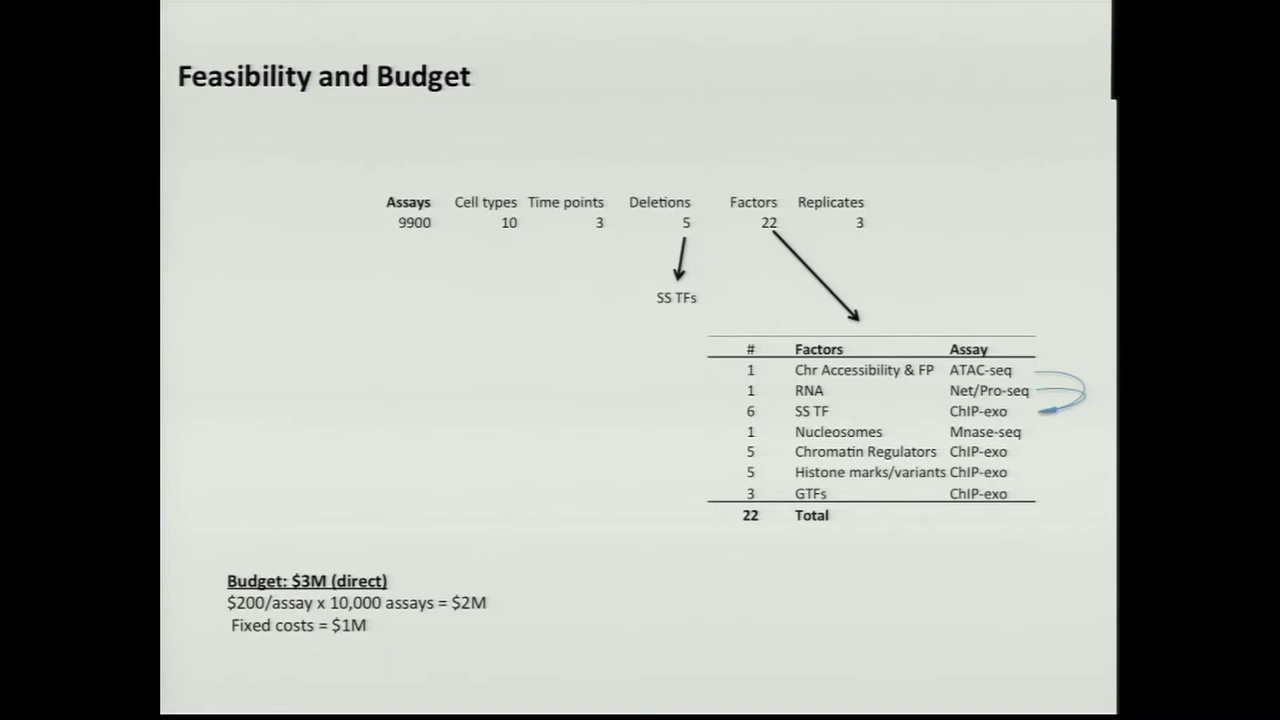 Feasibility and Budget
Assays Cell types Time points Deletions Factors Replicates
9900 10 3 5 22 3
SS TFs
# Factors Assay
1 Chr Accessibility & FP ATAC-seq
1 RNA Net/Pro-seq
6 SS TF ChIP-exo
1 Nucleosomes Mnase-seq
5 Chromatin Regulators ChIP-exo
5 Histone marks/variants ChIP-exo
3 GTFs ChIP-exo
22 Total
Budget: $3M (direct)
$200/assay x 10,000 assays = $2M
Fixed costs = $1M